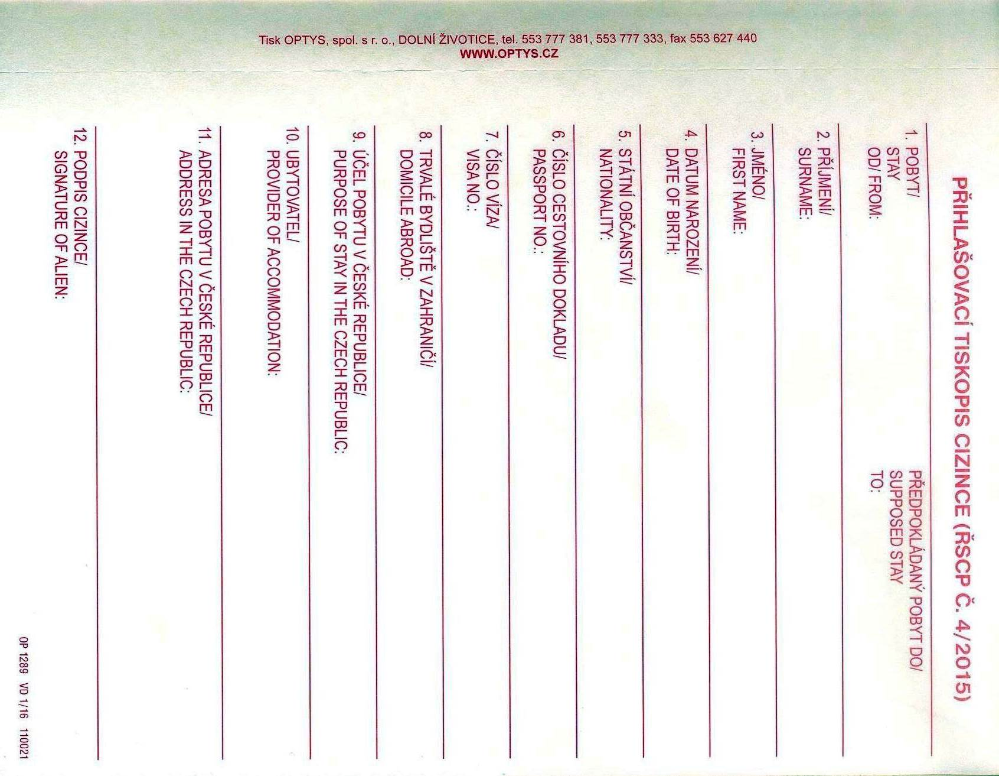 Tisk OPTYS, spol. s r. o., DOLNÍ ŽIVOTICE, tel. 553 777 381, 553 777 333, fax 553 627 440
WWW.OPTYS.CZ
PŘIHLAŠOVACÍ TISKOPIS CIZINCE (ŘSCP Č. 4/2015)
1. POBYT/
STAY
OD/ FROM:
PŘEDPOKLÁDANÝ POBYT DO/
SUPPOSED STAY
TO:
2. PŘÍJMENÍ/
SURNAME:
3. JMÉNO/
FIRST NAME:
4. DATUM NAROZENÍ/
DATE OF BIRTH:
5. STÁTNÍ OBČANSTVÍ/
NATIONALITY:
6. ČÍSLO CESTOVNÍHO DOKLADU/
PASSPORT NO.:
7. ČÍSLO VÍZA/
VISA NO.:
8. TRVALÉ BYDLIŠTĚ V ZAHRANIČÍ/
DOMICILE ABROAD:
9. ÚČEL POBYTU V ČESKÉ REPUBLICE/
PURPOSE OF STAY IN THE CZECH REPUBLIC:
10. UBYTOVATEL/
PROVIDER OF ACCOMMODATION:
11. ADRESA POBYTU V ČESKÉ REPUBLICE/
ADDRESS IN THE CZECH REPUBLIC:
12. PODPIS CIZINCE/
SIGNATURE OF ALIEN:
OP 1289 VD 1/16 110021